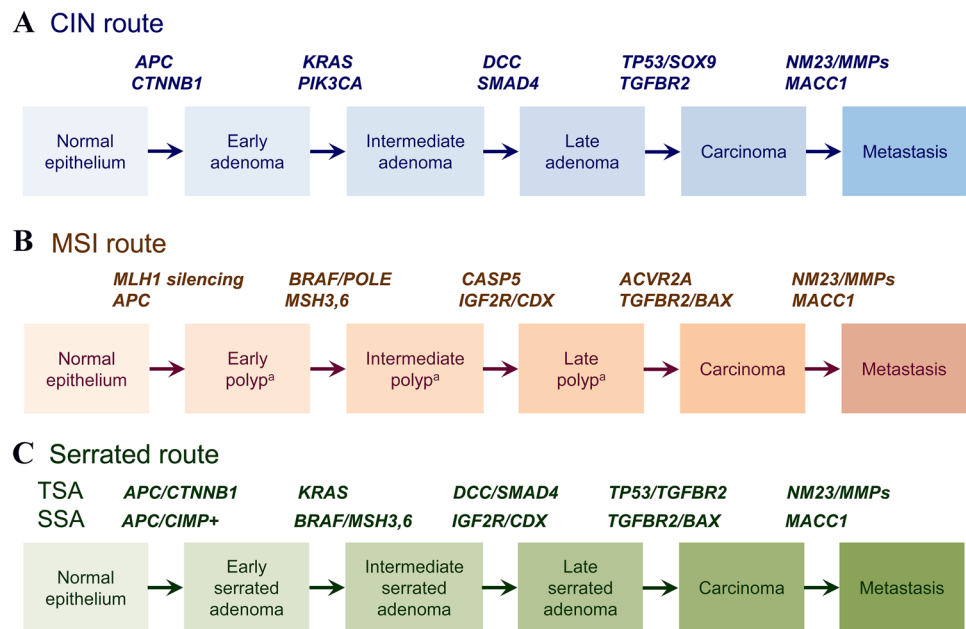 A CIN route
APC KRAS DCC TP53/SOX9 NM23/MMPs
CTNNB1 PIK3CA SMAD4 TGFBR2 MACC1
Normal Early Intermediate Late Carcinoma Metastasis
epithelium adenoma adenoma adenoma
B MSI route
MLH1 silencing BRAF/POLE CASP5 ACVR2A NM23/MMPs
APC MSH3,6 IGF2R/CDX TGFBR2/BAX MACC1
Normal Early Intermediate Late Carcinoma Metastasis
epithelium polypᵃ polypᵃ polypᵃ
C Serrated route
TSA APC/CTNNB1 KRAS DCC/SMAD4 TP53/TGFBR2 NM23/MMPs
SSA APC/CIMP+ BRAF/MSH3,6 IGF2R/CDX TGFBR2/BAX MACC1
Normal Early Intermediate Late Carcinoma Metastasis
epithelium serrated serrated serrated
adenoma adenoma adenoma